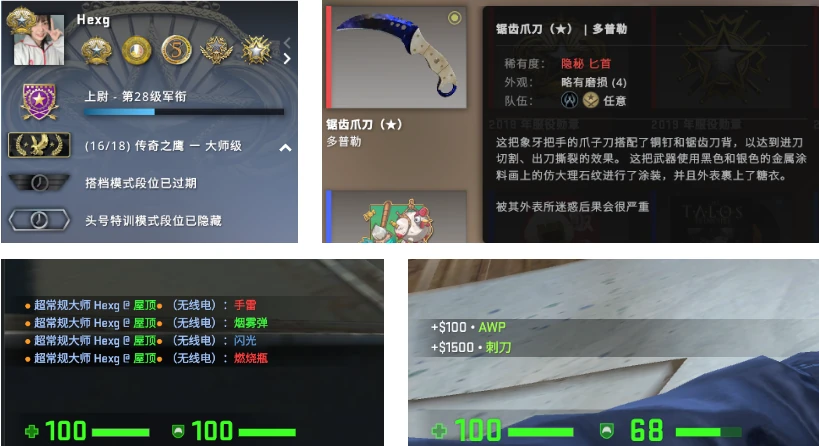 Hexg
5
上尉 - 第28级军衔
(16/18) 传奇之鹰 一 大师级
搭档模式段位已过期
头号特训模式段位已隐藏
锯齿爪刀（★）
多普勒
锯齿爪刀（★） | 多普勒
稀有度： 隐秘 匕首
外观： 略有磨损 (4)
队伍： 任意
这把象牙把手的爪子刀搭配了铜钉和锯齿刀背，以达到进刀
切割、出刀撕裂的效果。 这把武器使用黑色和银色的金属涂
料画上的仿大理石纹进行了涂装，并且外表裹上了糖衣。
被其外表所迷惑后果会很严重
TALOS
超常规大师 Hexg @ 屋顶 （无线电）： 手雷
超常规大师 Hexg @ 屋顶 （无线电）： 烟雾弹
超常规大师 Hexg @ 屋顶 （无线电）： 闪光
超常规大师 Hexg @ 屋顶 （无线电）： 燃烧瓶
100 100
+$100 • AWP
+$1500 • 刺刀
100 68